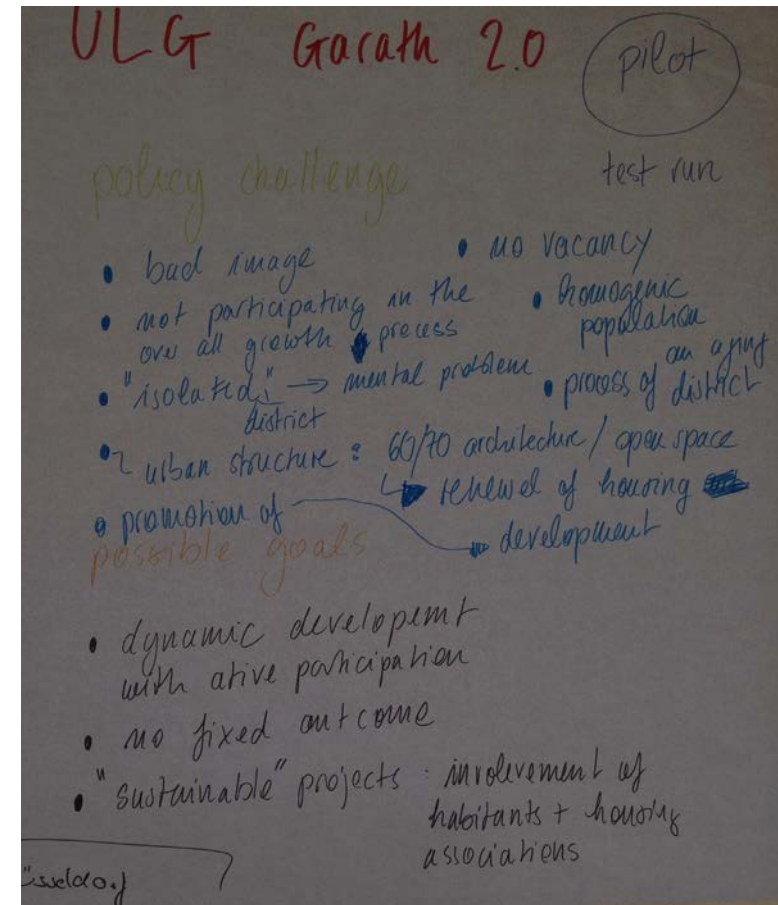 ULG Garath 2.0
pilot
test run
policy challenge
• bad image
• not participating in the
over all growth process
• "isolated" → mental problem
district
• urban structure : 60/70 architecture / open space
↳ renewel of housing
• promotion of → development
• no vacancy
• homogenic
population
an aging
• process of district
possible goals
• dynamic developemt
with ative participation
• no fixed outcome
• "sustainable" projects : involevement of
habitants + housing
associations